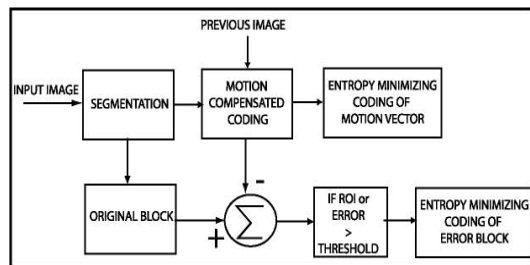 PREVIOUS IMAGE
INPUT IMAGE
SEGMENTATION
MOTION
COMPENSATED
CODING
ENTROPY MINIMIZING
CODING OF
MOTION VECTOR
-
ORIGINAL BLOCK
+
Σ
IF ROI or
ERROR
>
THRESHOLD
ENTROPY MINIMIZING
CODING OF
ERROR BLOCK